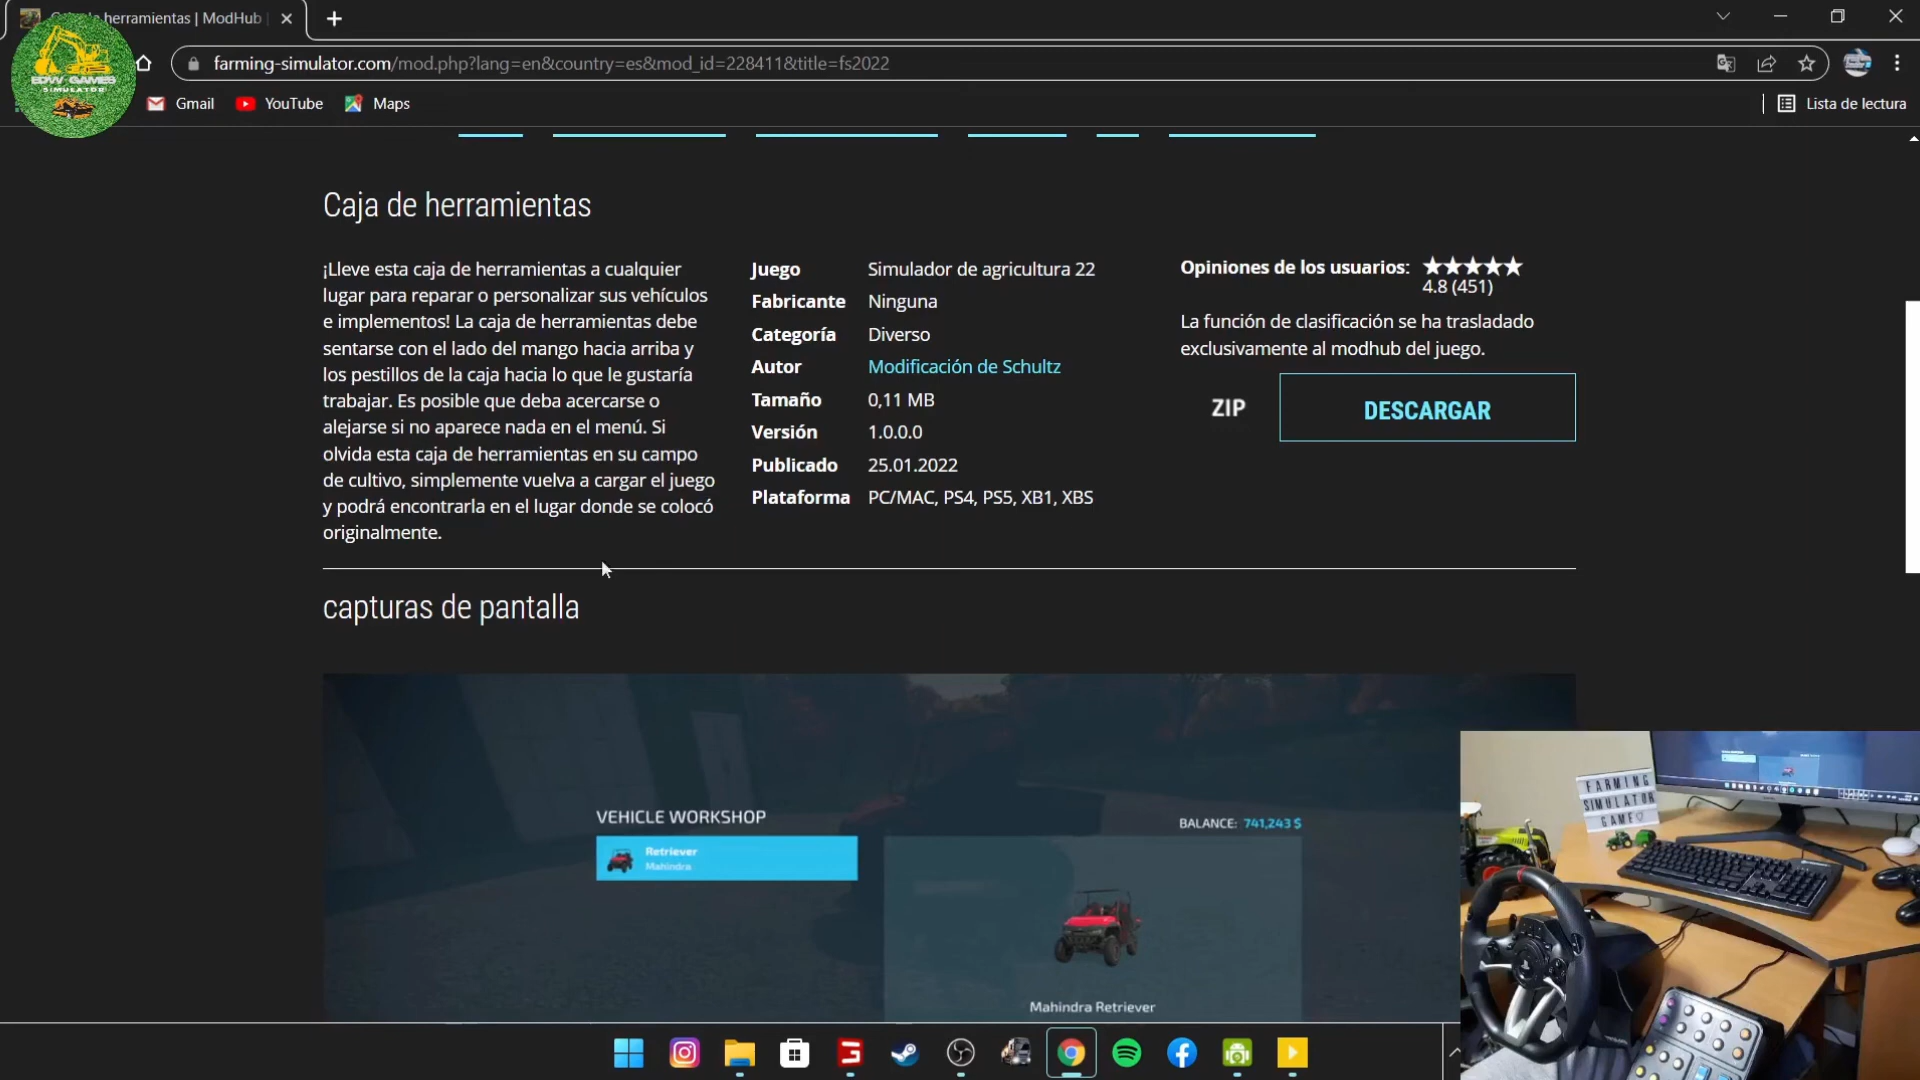 herramientas | ModHub
EDW GAMES
SIMULATOR
farming-simulator.com/mod.php?lang=en&country=es&mod_id=228411&title=fs2022
Gmail
YouTube
Maps
Lista de lectura
Caja de herramientas
¡Lleve esta caja de herramientas a cualquier
lugar para reparar o personalizar sus vehículos
e implementos! La caja de herramientas debe
sentarse con el lado del mango hacia arriba y
los pestillos de la caja hacia lo que le gustaría
trabajar. Es posible que deba acercarse o
alejarse si no aparece nada en el menú. Si
olvida esta caja de herramientas en su campo
de cultivo, simplemente vuelva a cargar el juego
y podrá encontrarla en el lugar donde se colocó
originalmente.
Juego Simulador de agricultura 22
Fabricante Ninguna
Categoría Diverso
Autor Modificación de Schultz
Tamaño 0,11 MB
Versión 1.0.0.0
Publicado 25.01.2022
Plataforma PC/MAC, PS4, PS5, XB1, XBS
Opiniones de los usuarios:
4.8 (451)
La función de clasificación se ha trasladado
exclusivamente al modhub del juego.
ZIP
DESCARGAR
capturas de pantalla
VEHICLE WORKSHOP
BALANCE: 741,243 $
Retriever
Mahindra
Mahindra Retriever
FARMING
SIMULATOR
GAME